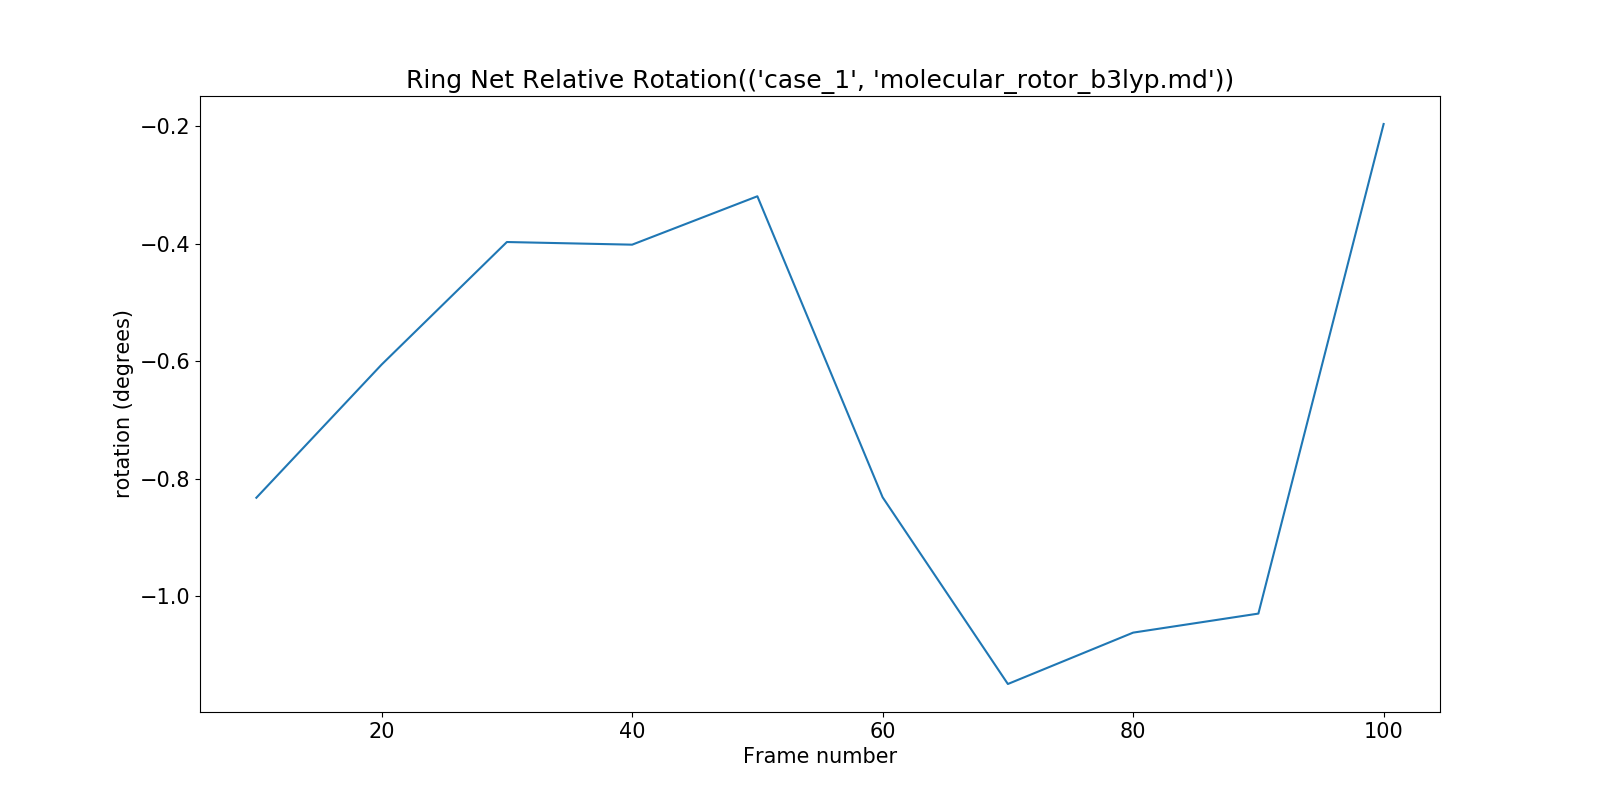 Ring Net Relative Rotation(('case_1', 'molecular_rotor_b3lyp.md'))
−0.2
−0.4
−0.6
−0.8
−1.0
rotation (degrees)
20 40 60 80 100
Frame number